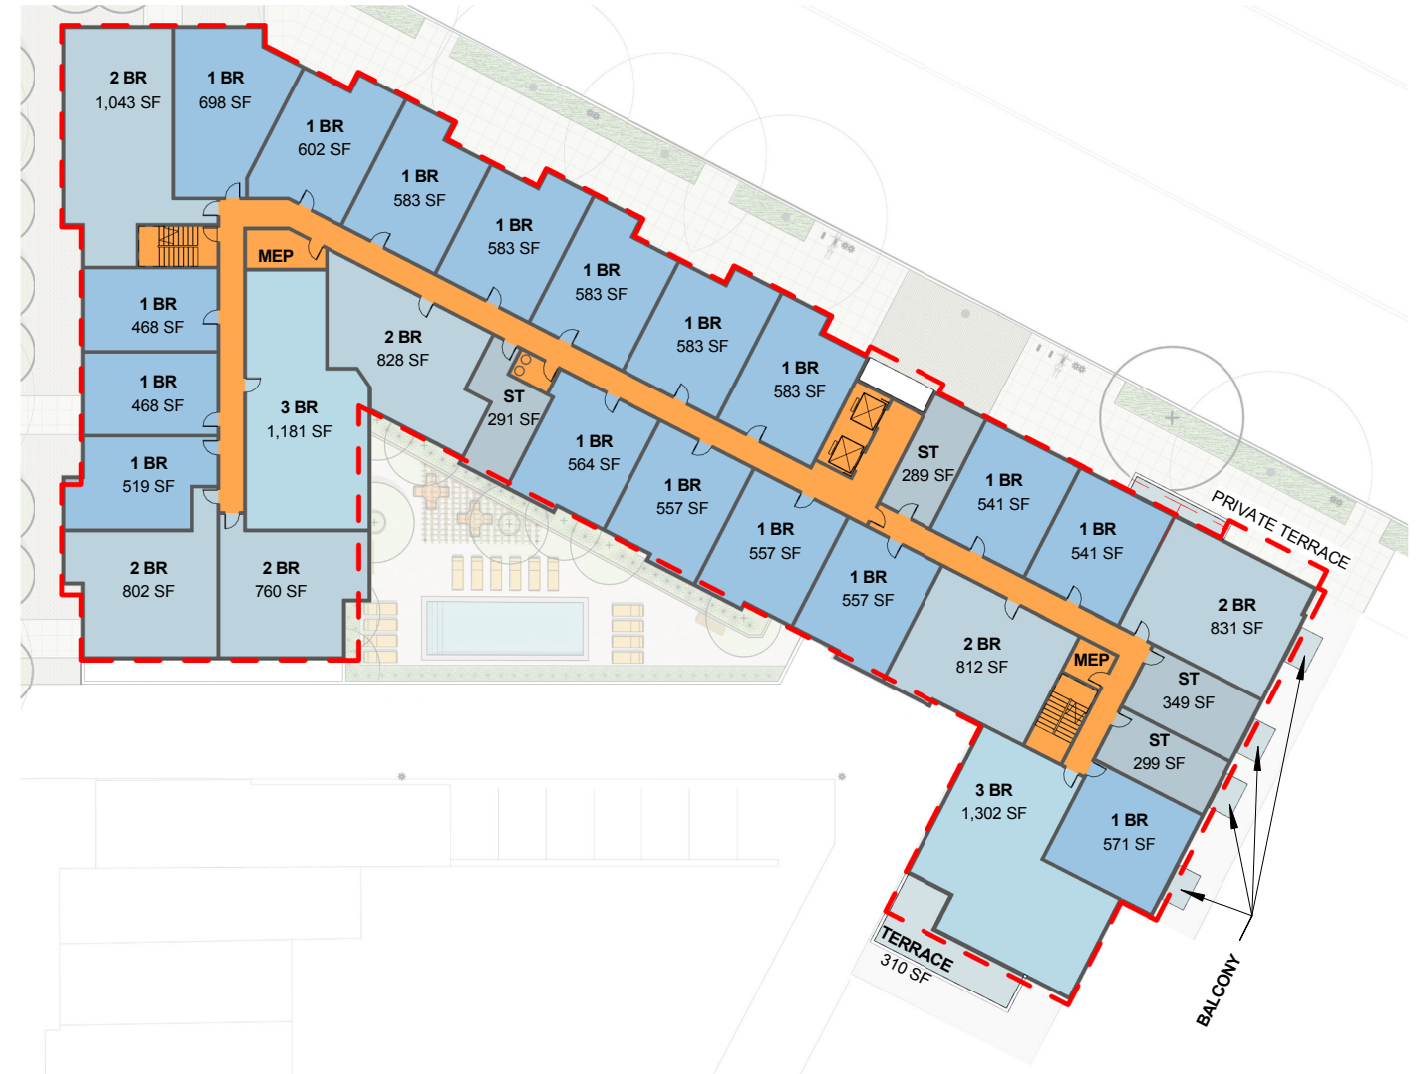 2 BR
1,043 SF
1 BR
698 SF
1 BR
602 SF
1 BR
583 SF
1 BR
583 SF
1 BR
583 SF
1 BR
583 SF
1 BR
583 SF
MEP
1 BR
468 SF
1 BR
468 SF
1 BR
519 SF
2 BR
802 SF
2 BR
760 SF
3 BR
1,181 SF
2 BR
828 SF
ST
291 SF
1 BR
564 SF
1 BR
557 SF
1 BR
557 SF
1 BR
557 SF
ST
289 SF
1 BR
541 SF
1 BR
541 SF
PRIVATE TERRACE
2 BR
831 SF
2 BR
812 SF
MEP
ST
349 SF
ST
299 SF
3 BR
1,302 SF
1 BR
571 SF
TERRACE
310 SF
BALCONY